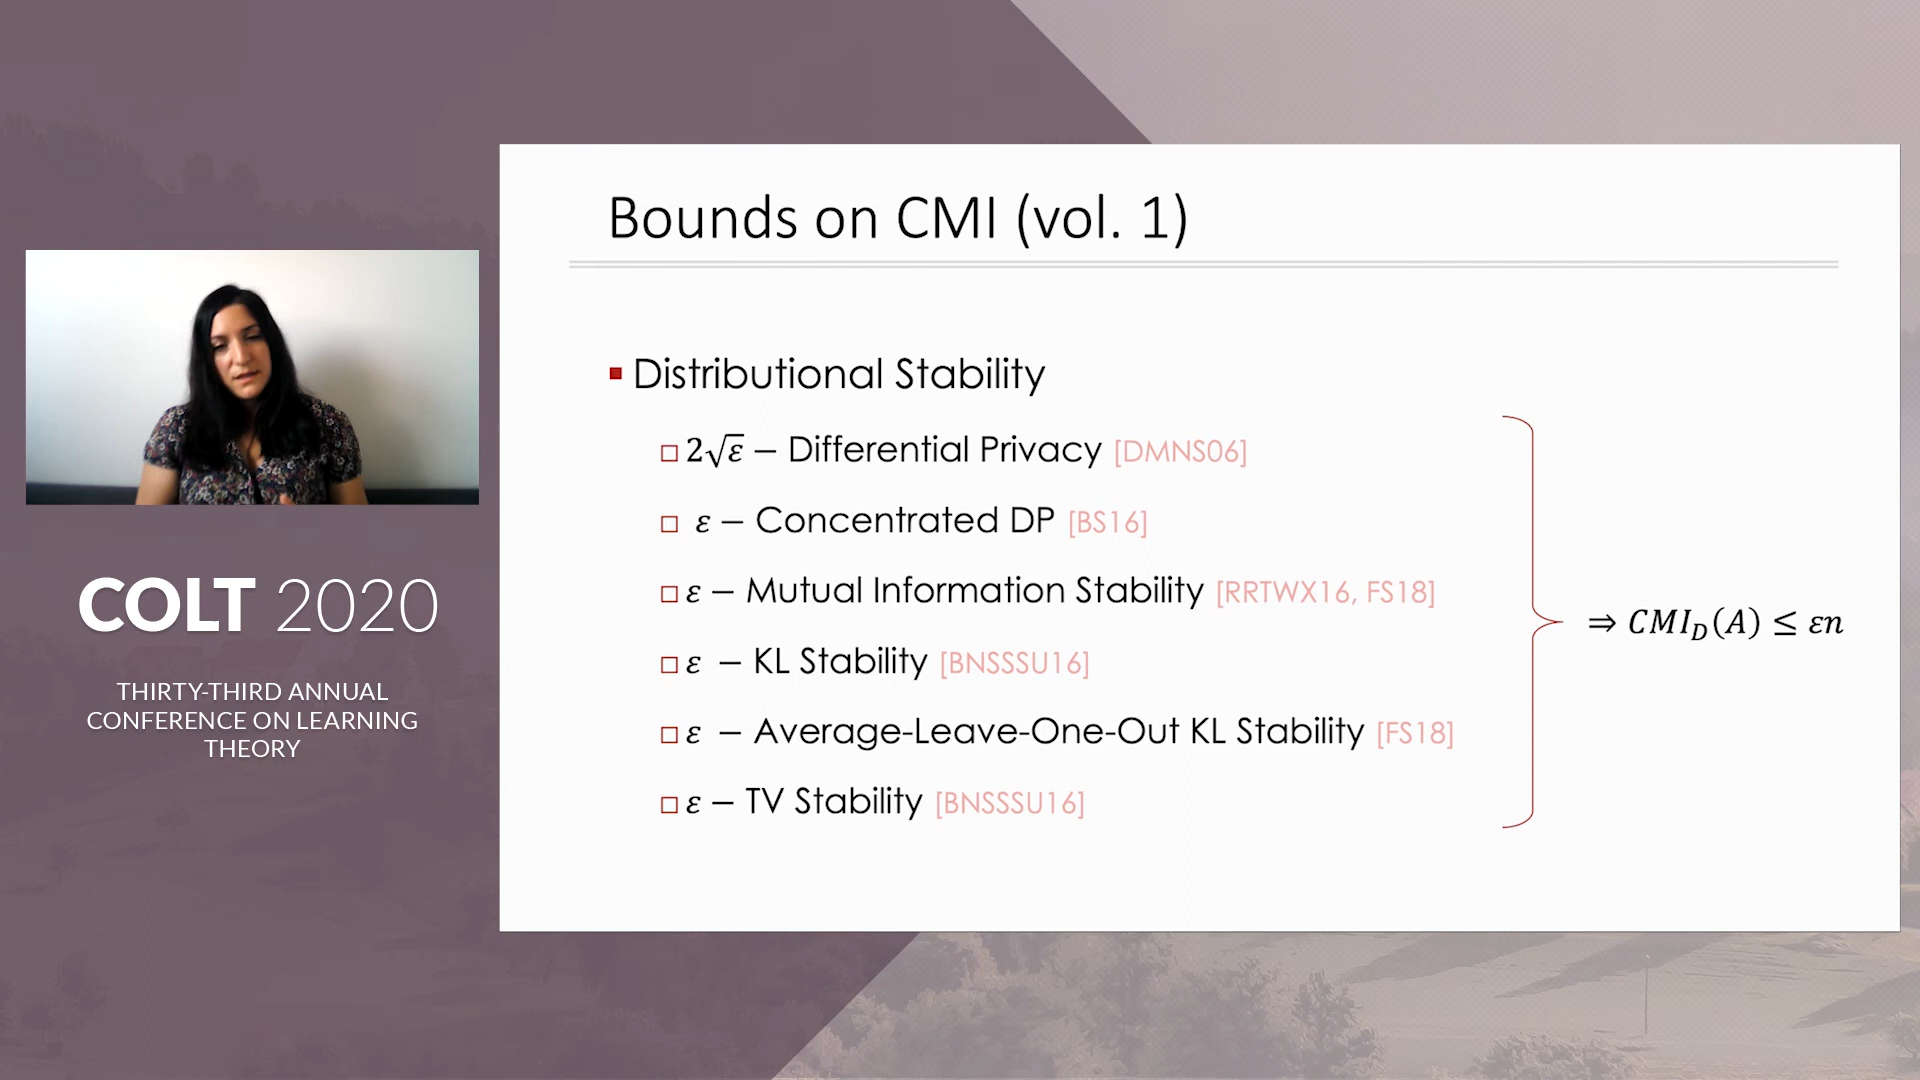 COLT 2020
THIRTY-THIRD ANNUAL
CONFERENCE ON LEARNING
THEORY
Bounds on CMI (vol. 1)
Distributional Stability
2√ε – Differential Privacy [DMNS06]
ε – Concentrated DP [BS16]
ε – Mutual Information Stability [RRTWX16, FS18]
ε – KL Stability [BNSSSU16]
ε – Average-Leave-One-Out KL Stability [FS18]
ε – TV Stability [BNSSSU16]
⇒ CMI_D(A) ≤ εn